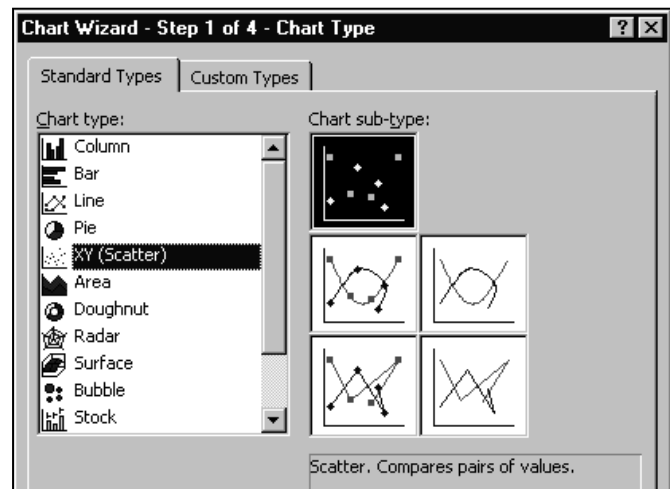 Chart Wizard - Step 1 of 4 - Chart Type
Standard Types
Custom Types
Chart type:
Column
Bar
Line
Pie
XY (Scatter)
Area
Doughnut
Radar
Surface
Bubble
Stock
Chart sub-type:
Scatter. Compares pairs of values.